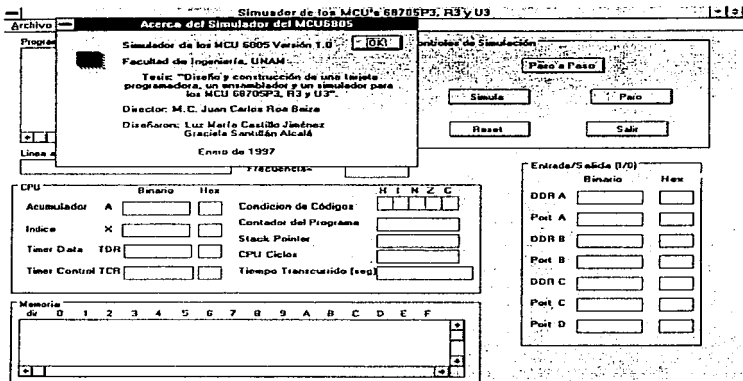 Simulador de los MCU's 68705P3, R3 y U3
Archivo
Acerca del Simulador del MCU6805
Simulador de los MCU 6805 Versión 1.0
OK!
Facultad de Ingeniería, UNAM
Tesis: "Diseño y construcción de una tarjeta
programadora, un ensamblador y un simulador para
los MCU 68705P3, R3 y U3".
Director: M.C. Juan Carlos Roa Beiza
Diseñaron: Luz María Castillo Jiménez
Graciela Santillán Alcalá
Enero de 1997
Controles de Simulación
Paso a Paso
Simula
Paro
Reset
Salir
Linea a
Frecuencia=
CPU
Binario Hex
H I N Z C
Acumulador A
Condicion de Códigos
Indice X
Contador del Programa
Stack Pointer
Timer Data TDR
CPU Ciclos
Timer Control TCR
Tiempo Transcurrido (seg)
Entrada/Salida (I/O)
Binario Hex
DDR A
Port A
DDR B
Port B
DDR C
Port C
Port D
Memoria
dir 0 1 2 3 4 5 6 7 8 9 A B C D E F